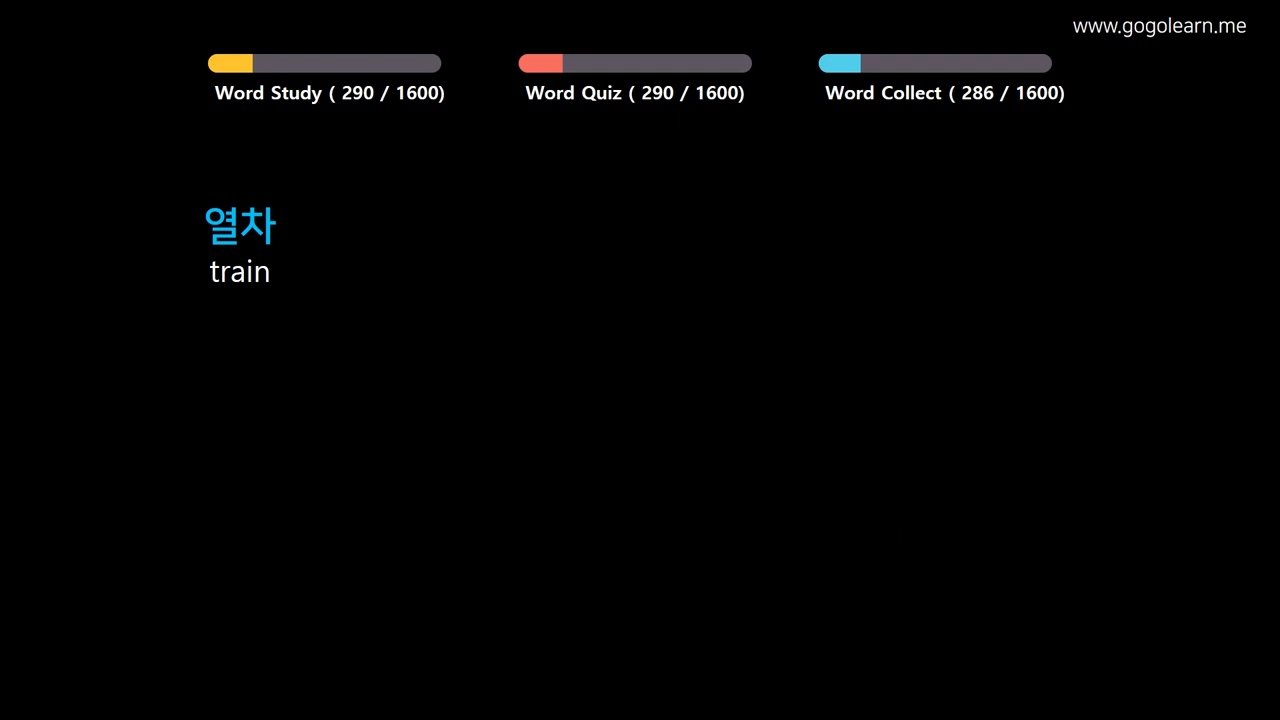 www.gogolearn.me
Word Study ( 290 / 1600)
Word Quiz ( 290 / 1600)
Word Collect ( 286 / 1600)
열차
train